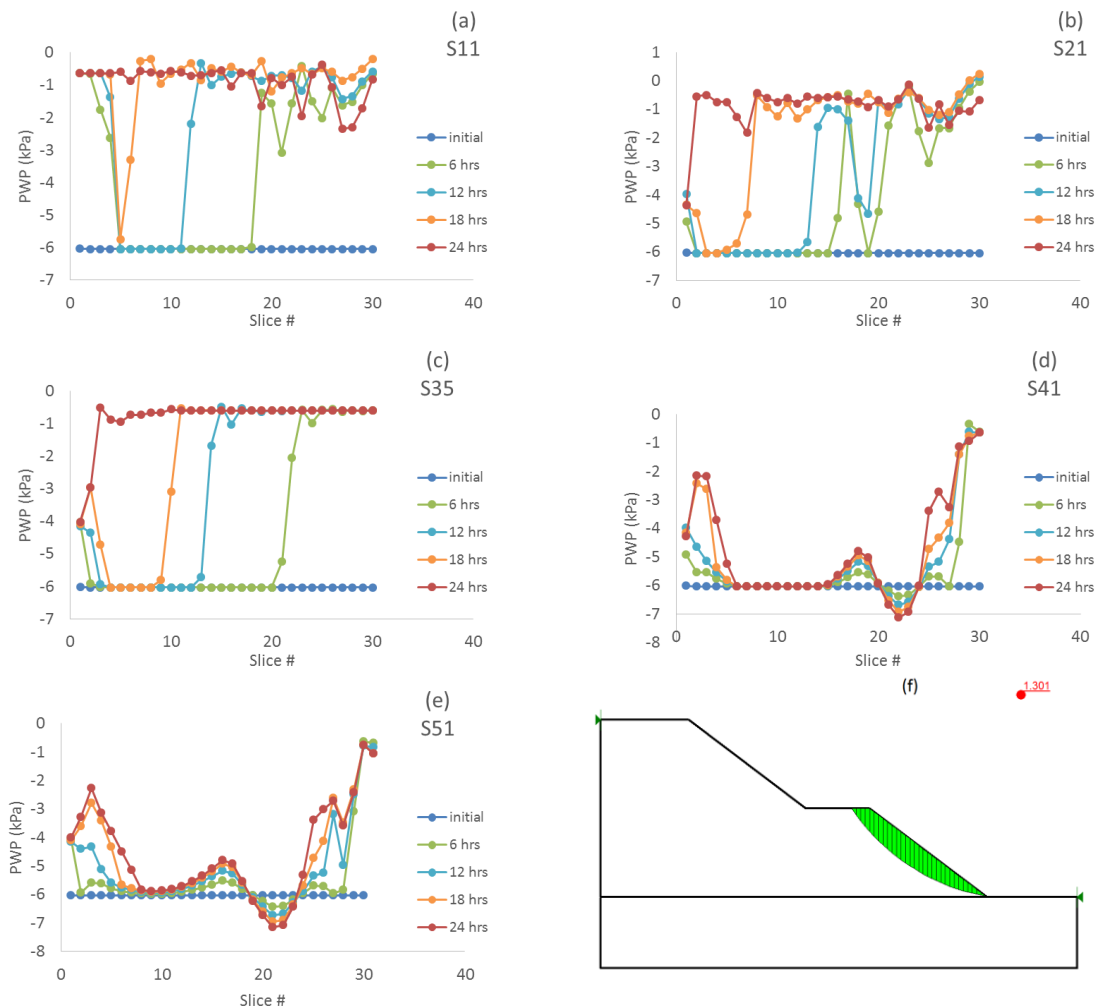 (a)
S11
0
-1
-2
-3
-4
-5
-6
-7
PWP (kPa)
0 10 20 30 40
Slice #
initial
6 hrs
12 hrs
18 hrs
24 hrs
(b)
S21
1
0
-1
-2
-3
-4
-5
-6
-7
PWP (kPa)
0 10 20 30 40
Slice #
initial
6 hrs
12 hrs
18 hrs
24 hrs
(c)
S35
0
-1
-2
-3
-4
-5
-6
-7
PWP (kPa)
0 10 20 30 40
Slice #
initial
6 hrs
12 hrs
18 hrs
24 hrs
(d)
S41
0
-1
-2
-3
-4
-5
-6
-7
-8
PWP (kPa)
0 10 20 30 40
Slice #
initial
6 hrs
12 hrs
18 hrs
24 hrs
(e)
S51
0
-1
-2
-3
-4
-5
-6
-7
-8
PWP (kPa)
0 10 20 30 40
Slice #
initial
6 hrs
12 hrs
18 hrs
24 hrs
(f)
1.301